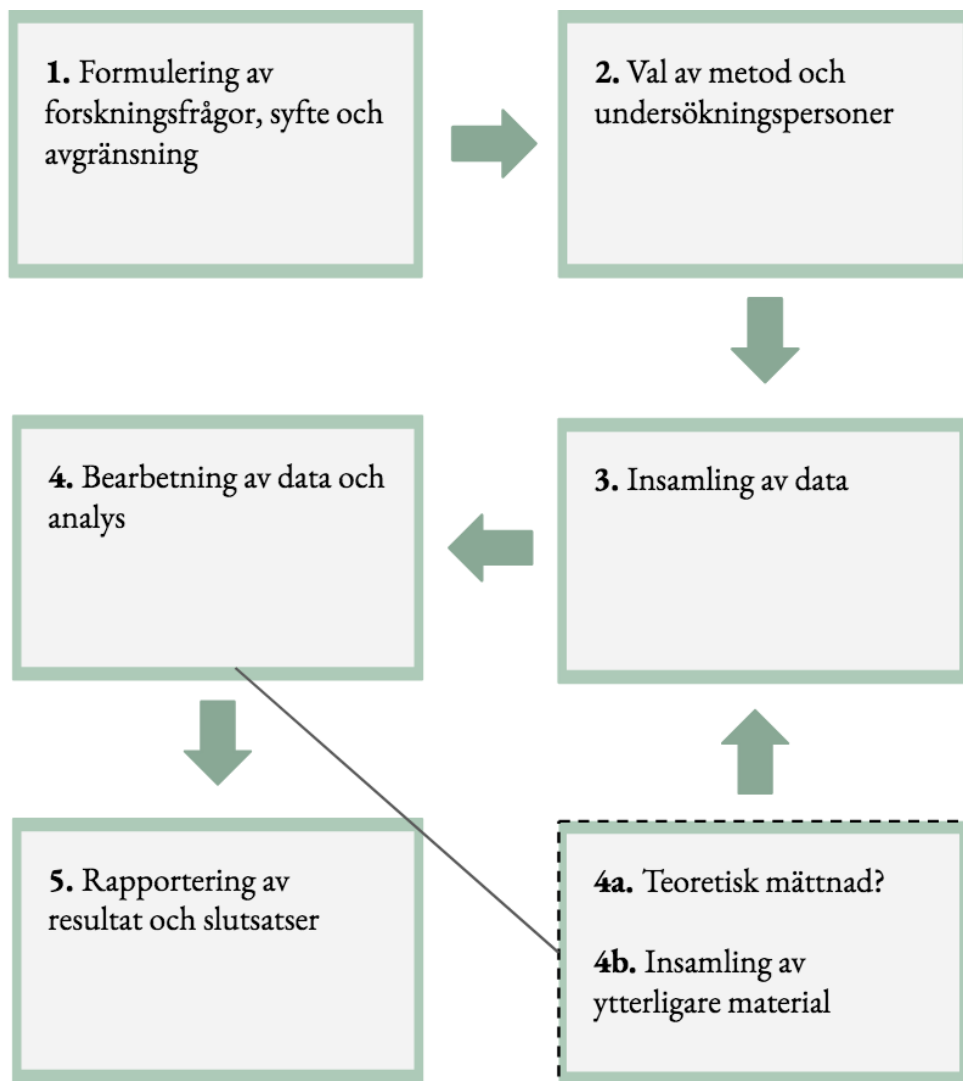 1. Formulering av
forskningsfrågor, syfte och
avgränsning
2. Val av metod och
undersökningspersoner
4. Bearbetning av data och
analys
3. Insamling av data
5. Rapportering av
resultat och slutsatser
4a. Teoretisk mättnad?
4b. Insamling av
ytterligare material